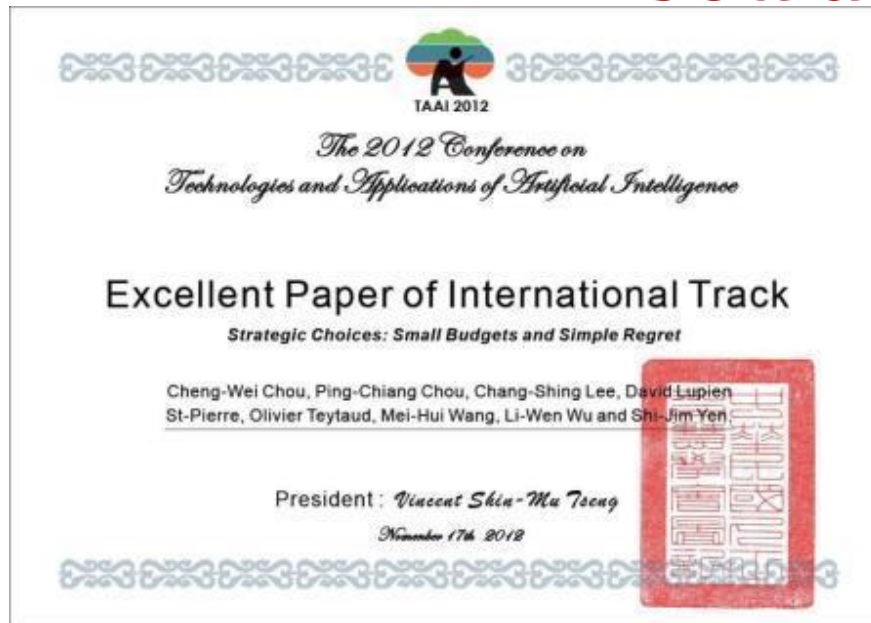 TAAI 2012
The 2012 Conference on
Technologies and Applications of Artificial Intelligence
Excellent Paper of International Track
Strategic Choices: Small Budgets and Simple Regret
Cheng-Wei Chou, Ping-Chiang Chou, Chang-Shing Lee, David Lupien
St-Pierre, Olivier Teytaud, Mei-Hui Wang, Li-Wen Wu and Shi-Jim Yen
President : Vincent Shin-Mu Tseng
November 17th 2012